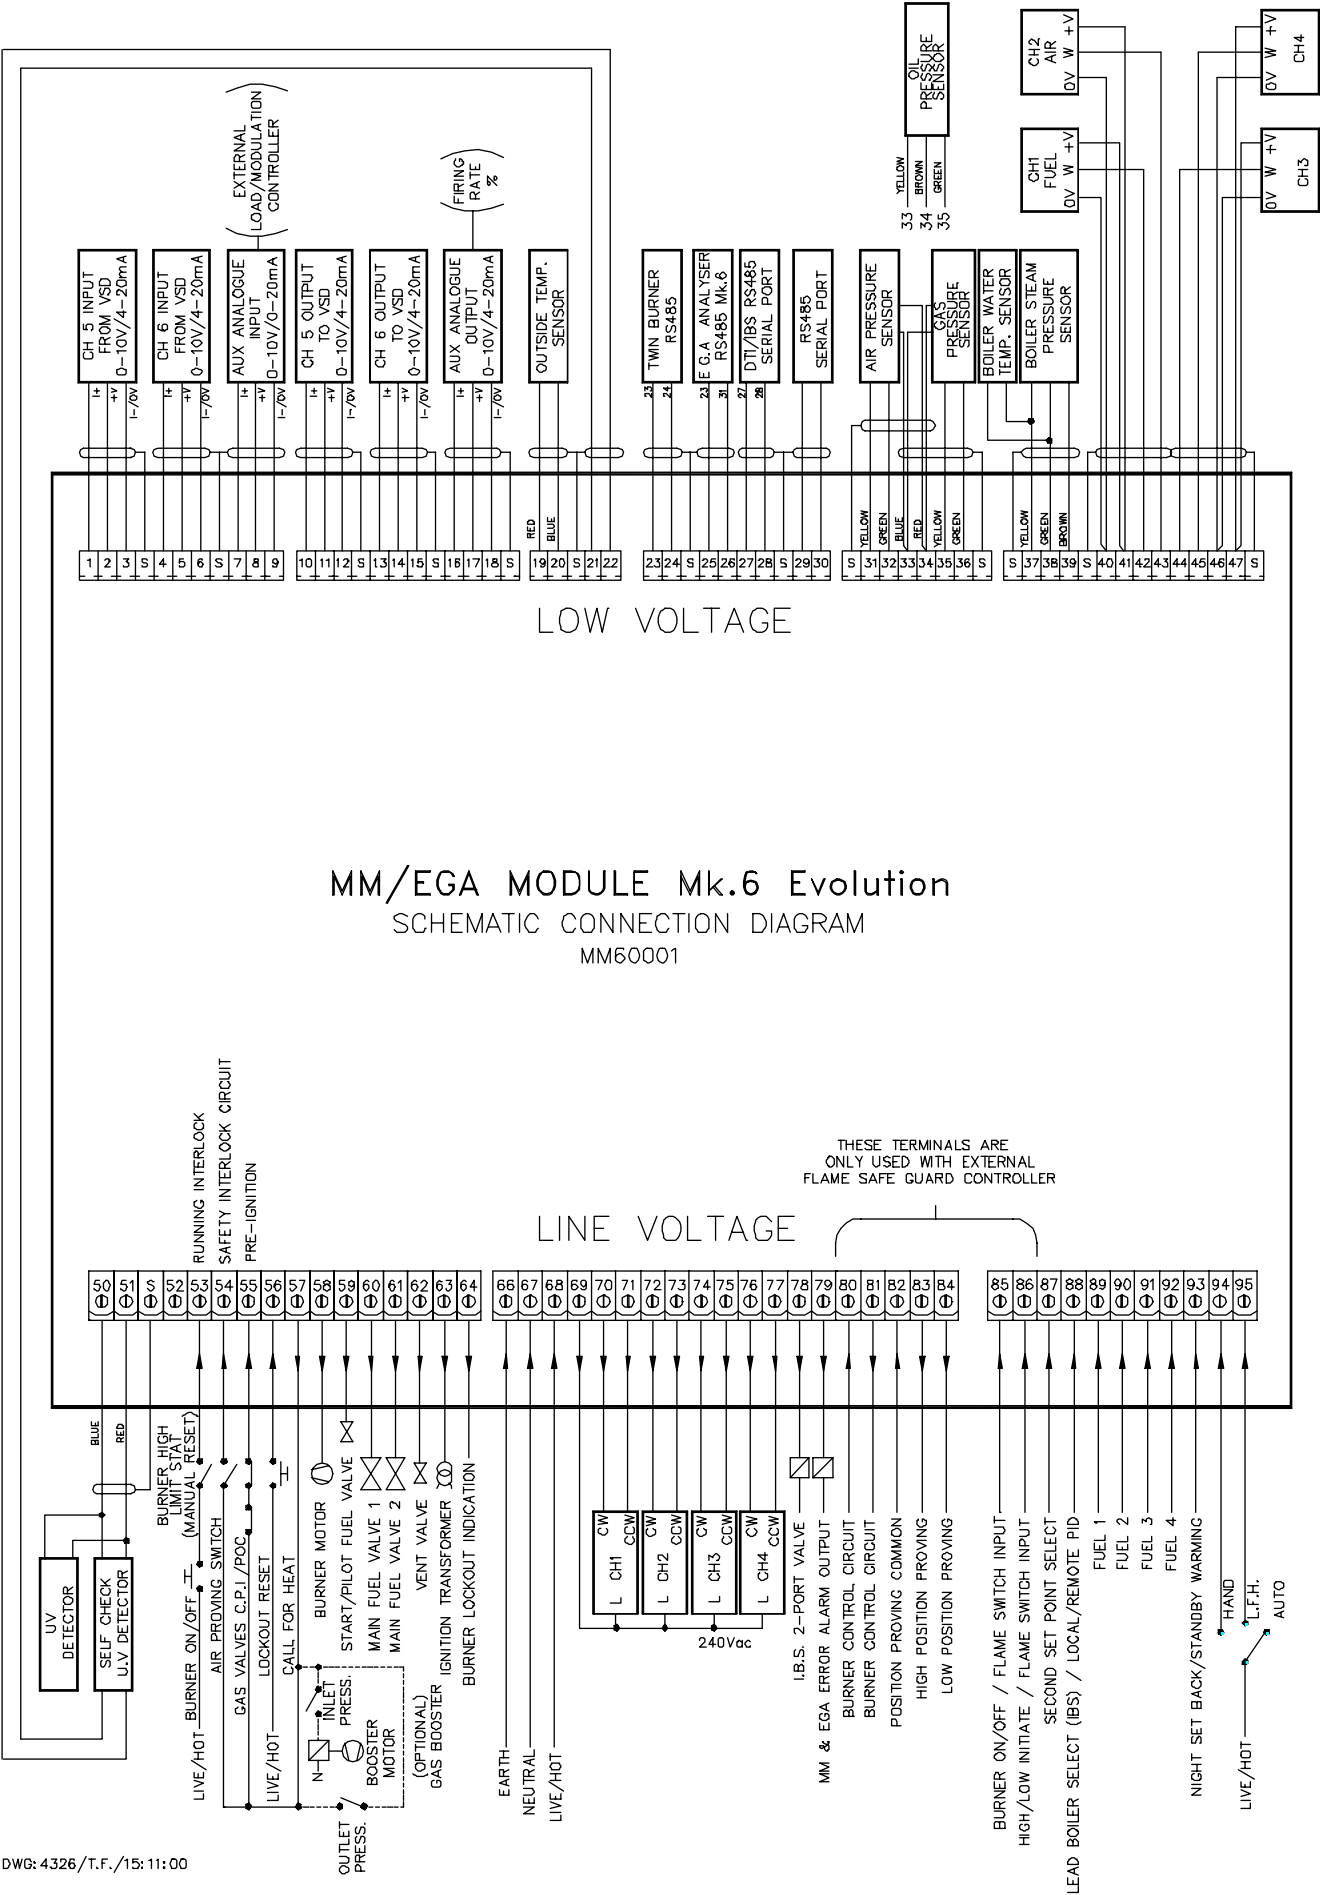 OIL
PRESSURE
SENSOR
YELLOW
BROWN
GREEN
33
34
35
CH2
AIR
+V
W
0V
CH4
+V
W
0V
CH1
FUEL
+V
W
0V
CH3
+V
W
0V
EXTERNAL
LOAD/MODULATION
CONTROLLER
FIRING
RATE
%
CH 5 INPUT
FROM VSD
0-10V/4-20mA
CH 6 INPUT
FROM VSD
0-10V/4-20mA
AUX ANALOGUE
INPUT
0-10V/0-20mA
CH 5 OUTPUT
TO VSD
0-10V/4-20mA
CH 6 OUTPUT
TO VSD
0-10V/4-20mA
AUX ANALOGUE
OUTPUT
0-10V/4-20mA
OUTSIDE TEMP.
SENSOR
TWIN BURNER
RS485
E.G.A ANALYSER
RS485 Mk.6
DTI/IBS RS485
SERIAL PORT
RS485
SERIAL PORT
AIR PRESSURE
SENSOR
GAS
PRESSURE
SENSOR
BOILER WATER
TEMP. SENSOR
BOILER STEAM
PRESSURE
SENSOR
I+ +V I-/0V I+ +V I-/0V I+ +V I-/0V I+ +V I-/0V I+ +V I-/0V I+ +V I-/0V
23 24 23 31 27 28
RED BLUE YELLOW GREEN BLUE RED YELLOW GREEN YELLOW GREEN BROWN
1 2 3 S 4 5 6 S 7 8 9
10 11 12 S 13 14 15 S 16 17 18 S
19 20 S 21 22
23 24 S 25 26 27 28 S 29 30
S 31 32 33 34 35 36 S
S 37 38 39 S 40 41 42 43 44 45 46 47 S
LOW VOLTAGE
MM/EGA MODULE Mk.6 Evolution
SCHEMATIC CONNECTION DIAGRAM
MM60001
RUNNING INTERLOCK
SAFETY INTERLOCK CIRCUIT
PRE-IGNITION
THESE TERMINALS ARE
ONLY USED WITH EXTERNAL
FLAME SAFE GUARD CONTROLLER
LINE VOLTAGE
50 51 S 52 53 54 55 56 57 58 59 60 61 62 63 64
66 67 68 69 70 71 72 73 74 75 76 77 78 79 80 81 82 83 84
85 86 87 88 89 90 91 92 93 94 95
BLUE
RED
UV
DETECTOR
SELF CHECK
U.V DETECTOR
BURNER HIGH
LIMIT STAT
(MANUAL RESET)
LIVE/HOT
BURNER ON/OFF
AIR PROVING SWITCH
GAS VALVES C.P.I./POC
LOCKOUT RESET
LIVE/HOT
CALL FOR HEAT
BURNER MOTOR
START/PILOT FUEL VALVE
MAIN FUEL VALVE 1
MAIN FUEL VALVE 2
VENT VALVE
IGNITION TRANSFORMER
BURNER LOCKOUT INDICATION
INLET
PRESS.
N
BOOSTER
MOTOR
(OPTIONAL)
GAS BOOSTER
OUTLET
PRESS.
EARTH
NEUTRAL
LIVE/HOT
CW
CCW
L
CH1
CW
CCW
L
CH2
CW
CCW
L
CH3
CW
CCW
L
CH4
240Vac
I.B.S. 2-PORT VALVE
MM & EGA ERROR ALARM OUTPUT
BURNER CONTROL CIRCUIT
BURNER CONTROL CIRCUIT
POSITION PROVING COMMON
HIGH POSITION PROVING
LOW POSITION PROVING
BURNER ON/OFF / FLAME SWITCH INPUT
HIGH/LOW INITIATE / FLAME SWITCH INPUT
SECOND SET POINT SELECT
LEAD BOILER SELECT (IBS) / LOCAL/REMOTE PID
FUEL 1
FUEL 2
FUEL 3
FUEL 4
NIGHT SET BACK/STANDBY WARMING
HAND
L.F.H.
AUTO
LIVE/HOT
DWG: 4326/T.F./15:11:00